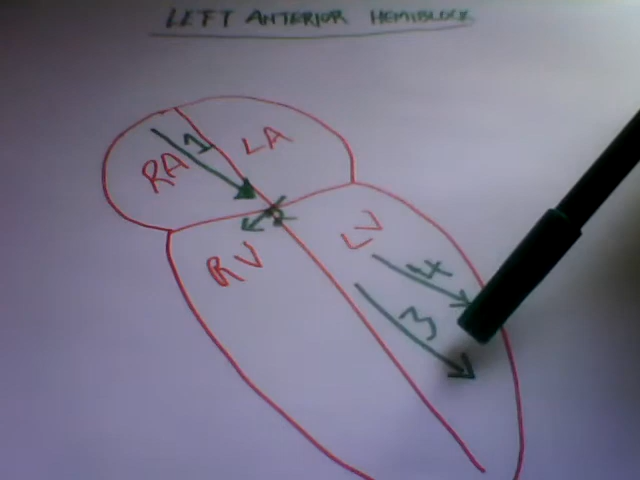 LEFT ANTERIOR HEMIBLOCK
RA 1 LA
RV LV
4
3